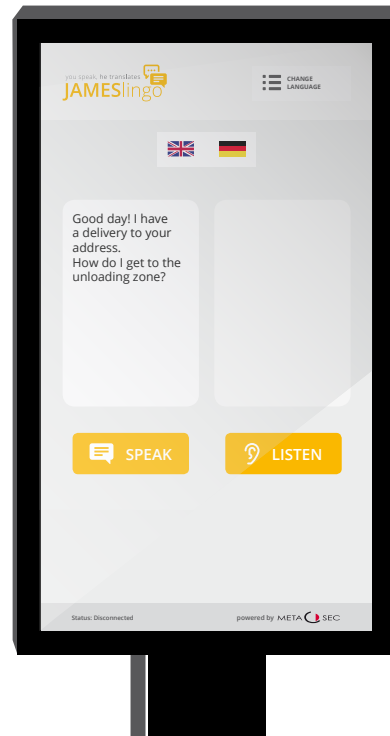 you speak, he translates
JAMESlingo
CHANGE
LANGUAGE
Good day! I have
a delivery to your
address.
How do I get to the
unloading zone?
SPEAK
LISTEN
Status: Disconnected
powered by META SEC